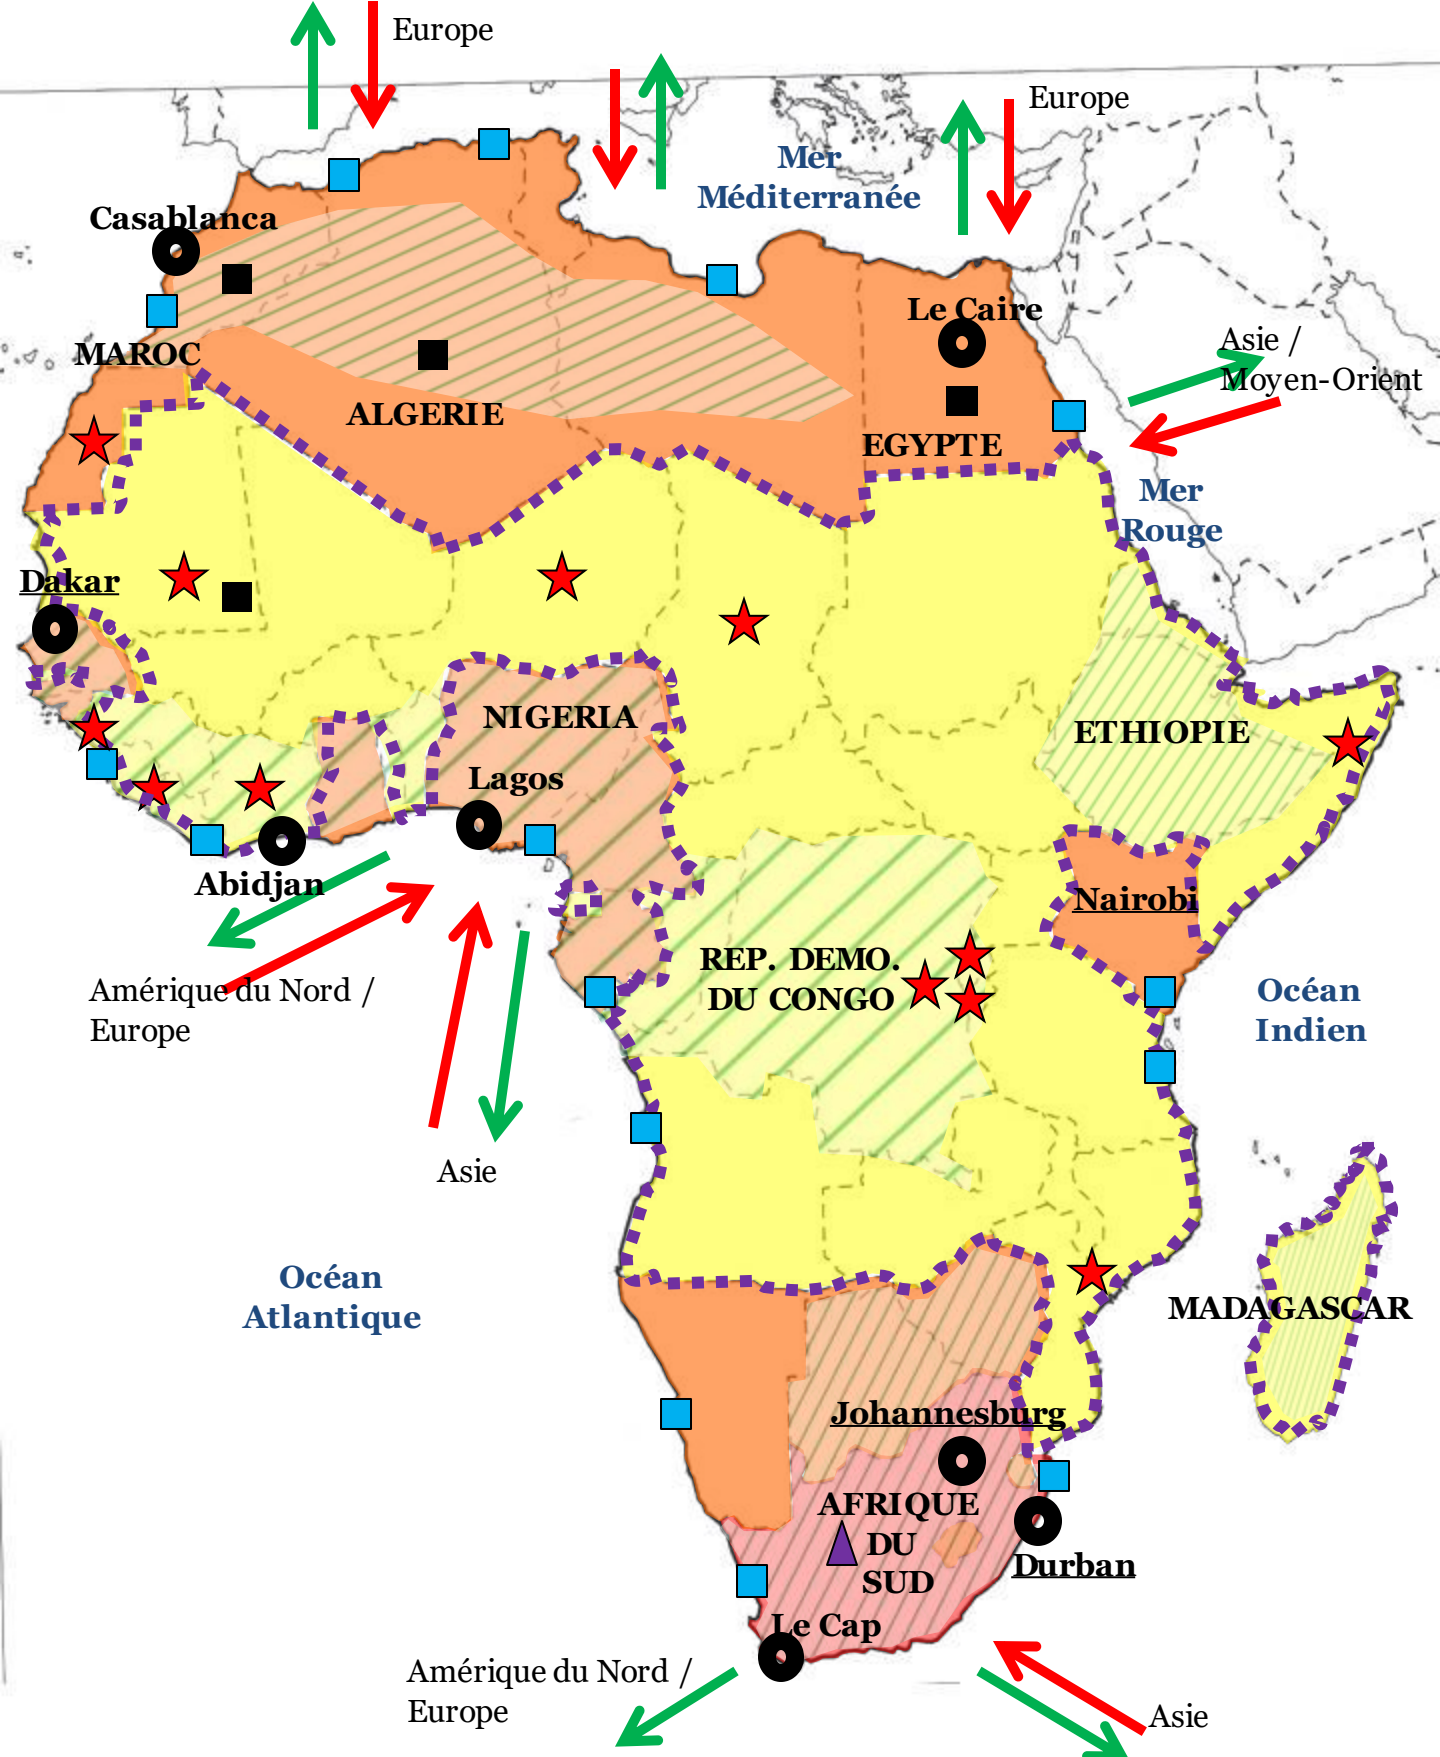 Europe
Europe
Mer
Méditerranée
Casablanca
Le Caire
Asie /
Moyen-Orient
MAROC
ALGERIE
EGYPTE
Mer
Rouge
Dakar
NIGERIA
ETHIOPIE
Lagos
Abidjan
Nairobi
REP. DEMO.
DU CONGO
Amérique du Nord /
Europe
Océan
Indien
Asie
Océan
Atlantique
MADAGASCAR
Johannesburg
AFRIQUE
DU
SUD
Durban
Le Cap
Amérique du Nord /
Europe
Asie